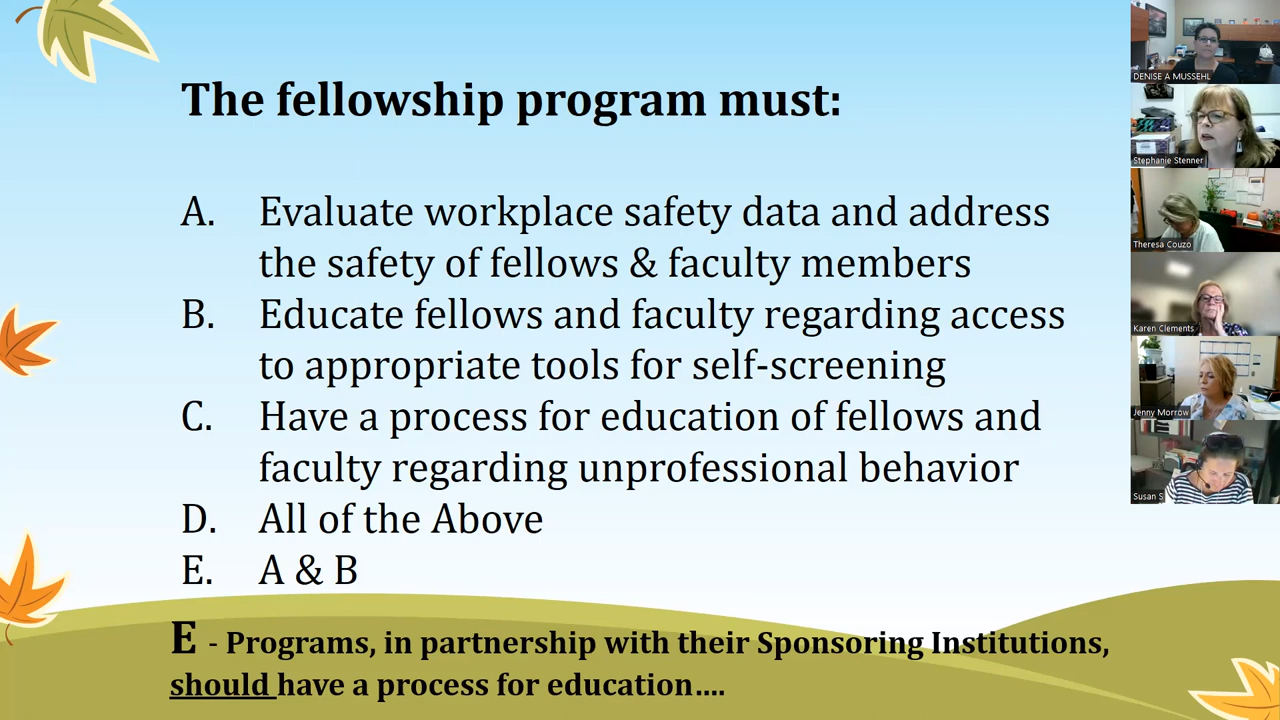 The fellowship program must:
A. Evaluate workplace safety data and address
the safety of fellows & faculty members
B. Educate fellows and faculty regarding access
to appropriate tools for self-screening
C. Have a process for education of fellows and
faculty regarding unprofessional behavior
D. All of the Above
E. A & B
E - Programs, in partnership with their Sponsoring Institutions,
should have a process for education....
DENISE A MUSSEHL
Stephanie Stenner
Theresa Couzo
Karen Clements
Jenny Morrow
Susan S